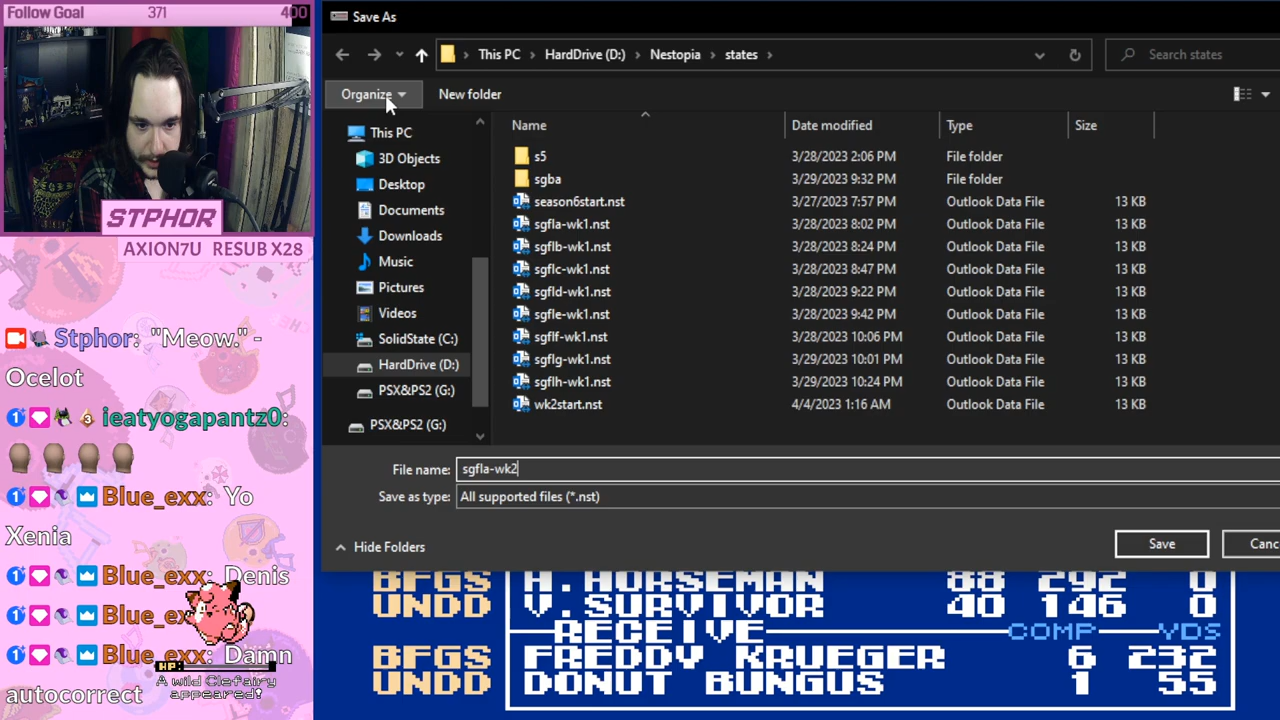 Follow Goal 371 400
STPHOR
AXION7U RESUB X28
Stphor: "Meow." -
Ocelot
ieatyogapantz0:
Blue_exx: Yo
Xenia
Blue_exx: Denis
Blue_ex
Blue_exx: Damn
autocorrect
HP:
A wild Clefairy
appeared!
Save As
This PC HardDrive (D:) Nestopia states
Search states
Organize New folder
This PC
3D Objects
Desktop
Documents
Downloads
Music
Pictures
Videos
SolidState (C:)
HardDrive (D:)
PSX&PS2 (G:)
PSX&PS2 (G:)
Name Date modified Type Size
s5 3/28/2023 2:06 PM File folder
sgba 3/29/2023 9:32 PM File folder
season6start.nst 3/27/2023 7:57 PM Outlook Data File 13 KB
sgfla-wk1.nst 3/28/2023 8:02 PM Outlook Data File 13 KB
sgflb-wk1.nst 3/28/2023 8:24 PM Outlook Data File 13 KB
sgflc-wk1.nst 3/28/2023 8:47 PM Outlook Data File 13 KB
sgfld-wk1.nst 3/28/2023 9:22 PM Outlook Data File 13 KB
sgfle-wk1.nst 3/28/2023 9:42 PM Outlook Data File 13 KB
sgflf-wk1.nst 3/28/2023 10:06 PM Outlook Data File 13 KB
sgflg-wk1.nst 3/29/2023 10:01 PM Outlook Data File 13 KB
sgflh-wk1.nst 3/29/2023 10:24 PM Outlook Data File 13 KB
wk2start.nst 4/4/2023 1:16 AM Outlook Data File 13 KB
File name: sgfla-wk2
Save as type: All supported files (*.nst)
Hide Folders
Save Canc
BFGS H. HORSEMAN 88 292 0
UNDD V. SURVIVOR 40 146 0
RECEIVE COMP YDS
BFGS FREDDY KRUEGER 6 232
UNDD DONUT BUNGUS 1 55